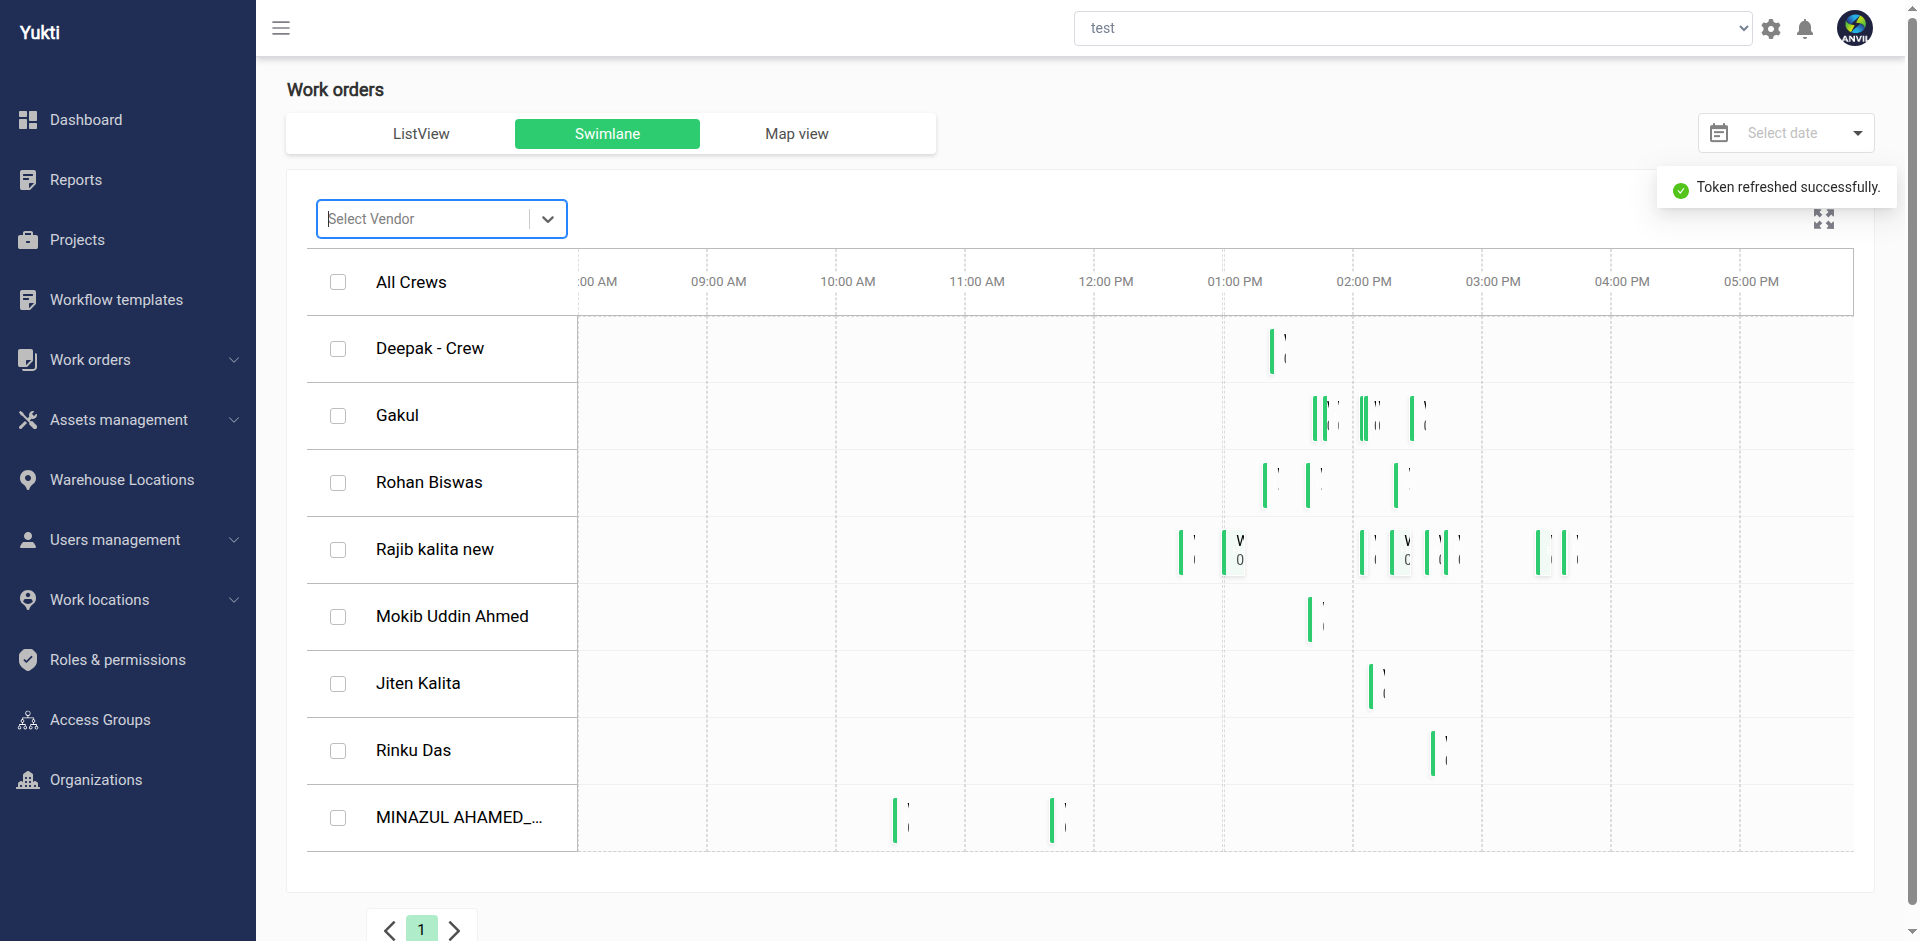 Yukti
test
ANVIL
Dashboard
Reports
Projects
Workflow templates
Work orders
Assets management
Warehouse Locations
Users management
Work locations
Roles & permissions
Access Groups
Organizations
Work orders
ListView Swimlane Map view
Select date
Token refreshed successfully.
Select Vendor
All Crews :00 AM 09:00 AM 10:00 AM 11:00 AM 12:00 PM 01:00 PM 02:00 PM 03:00 PM 04:00 PM 05:00 PM
Deepak - Crew
Gakul
Rohan Biswas
Rajib kalita new
Mokib Uddin Ahmed
Jiten Kalita
Rinku Das
MINAZUL AHAMED_...
1